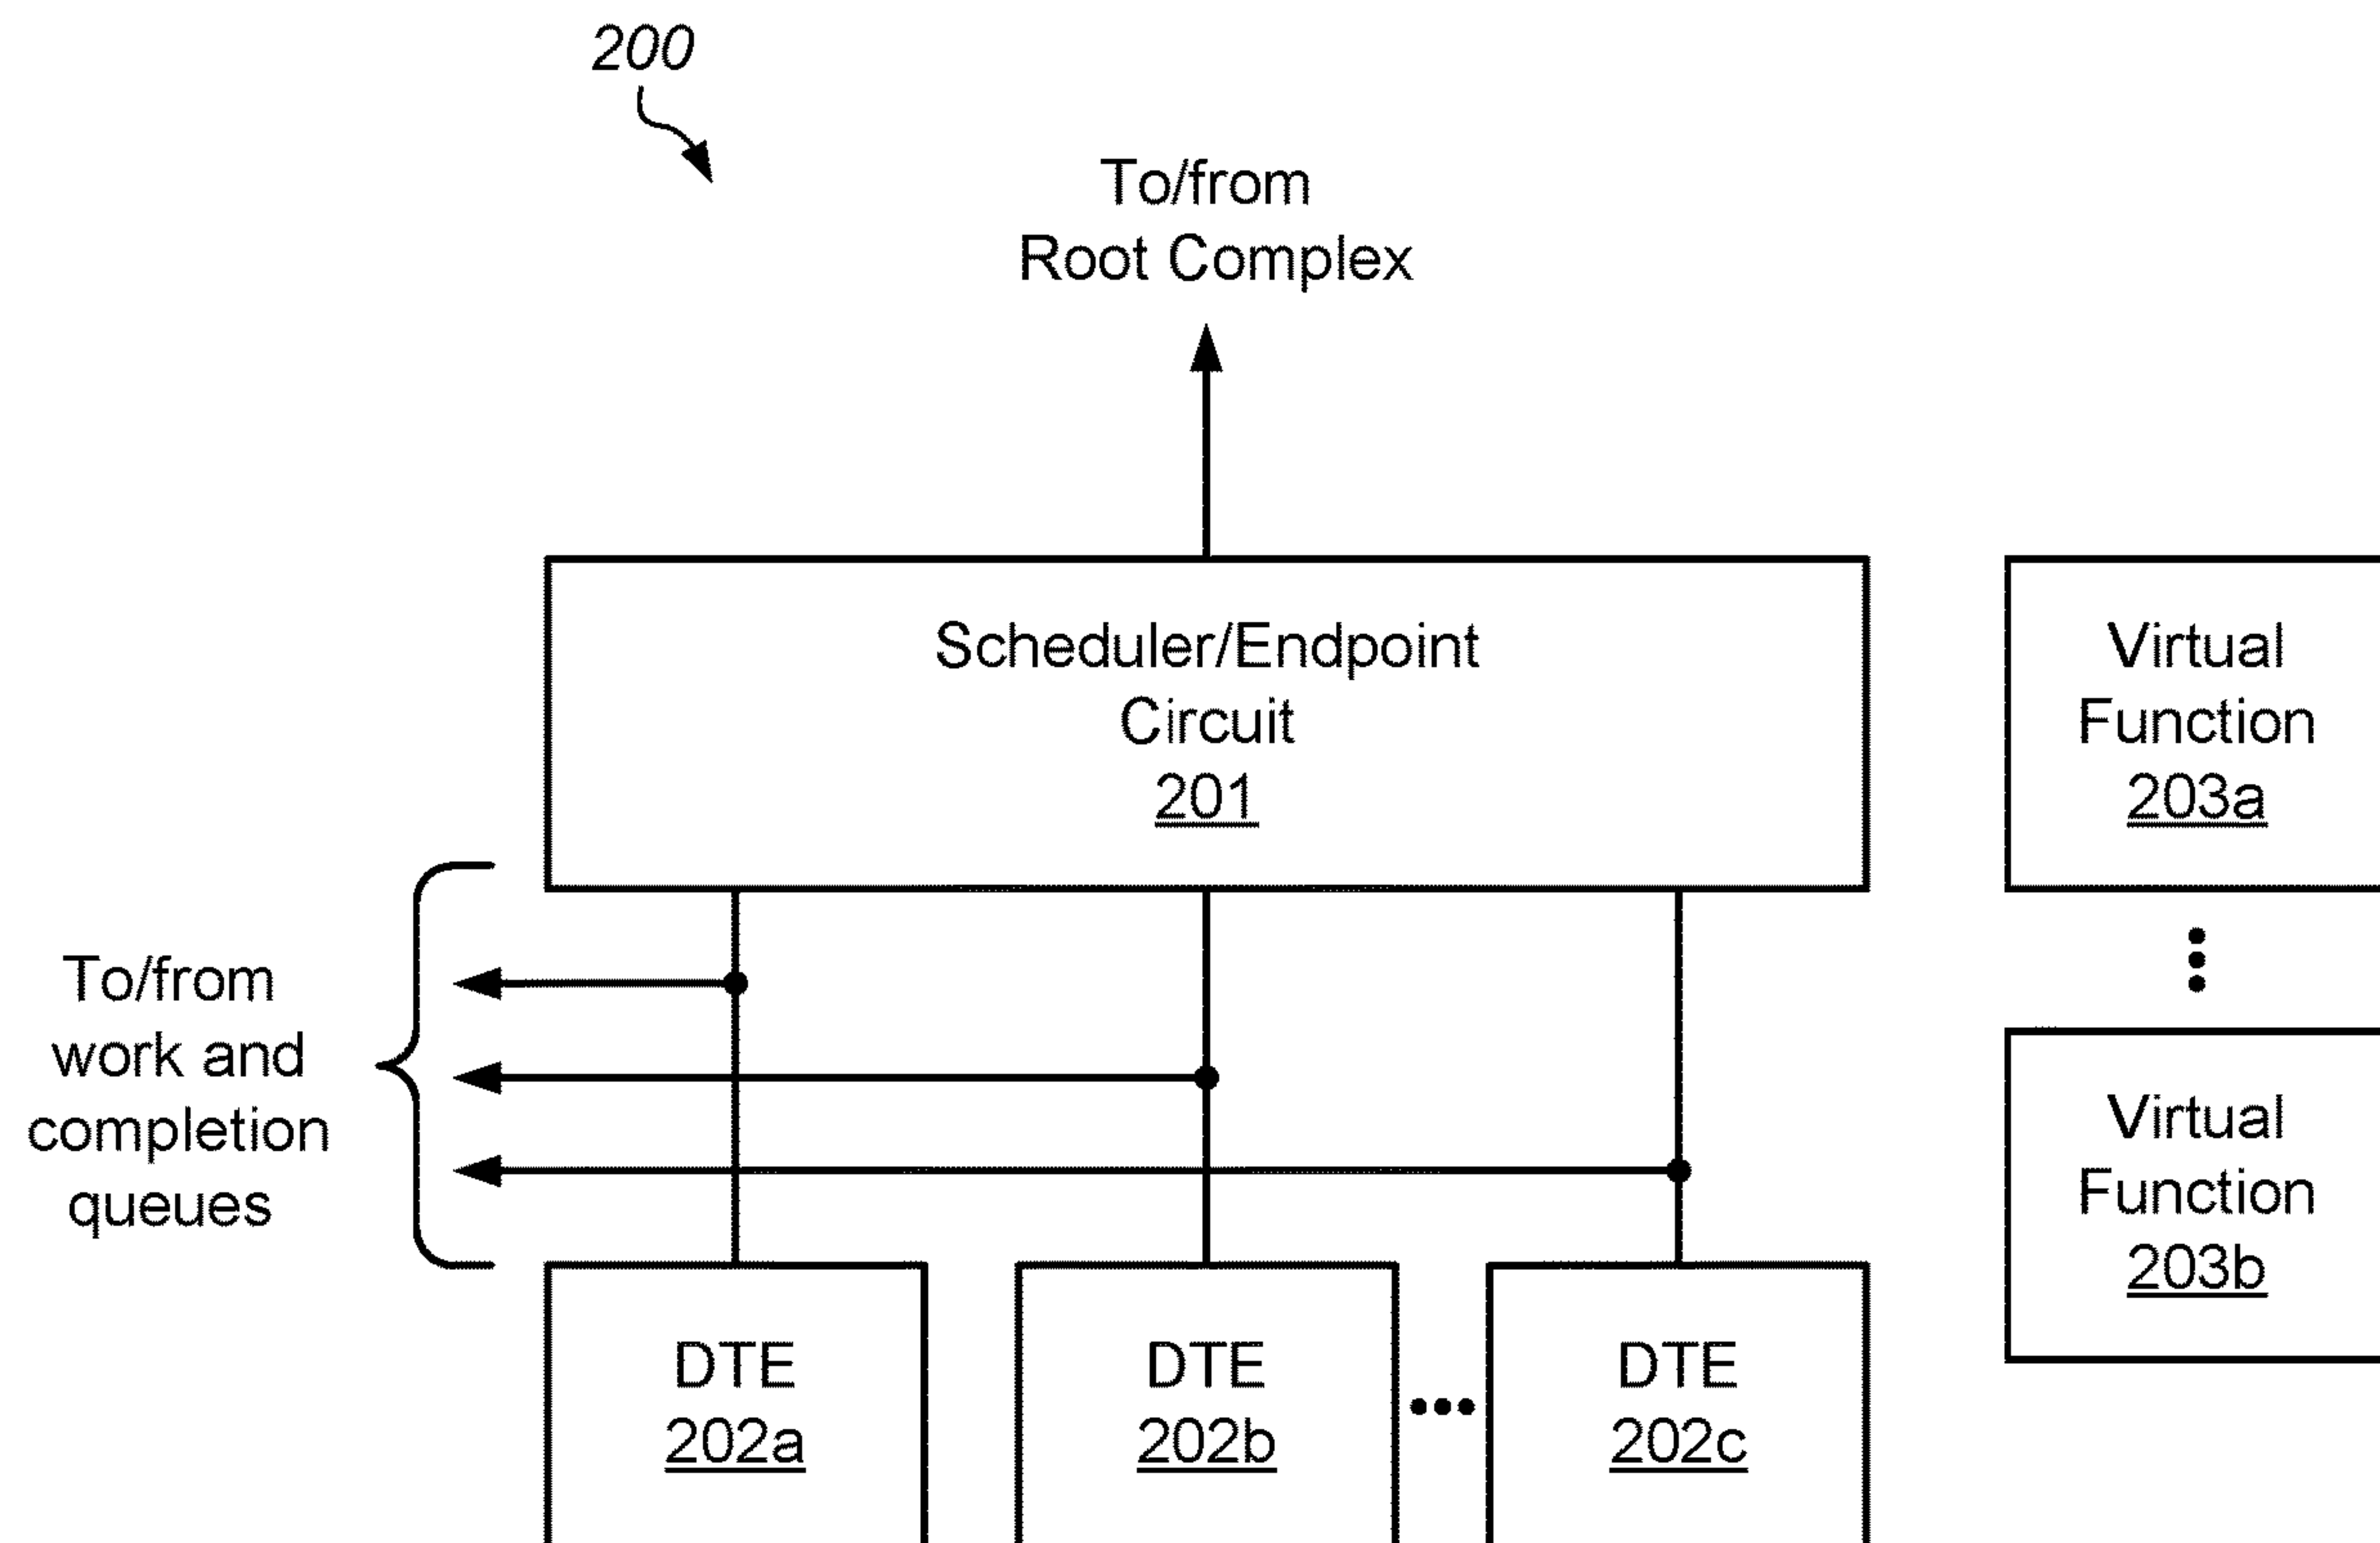 200
To/from
Root Complex
Scheduler/Endpoint
Circuit
201
Virtual
Function
203a
To/from
work and
completion
queues
Virtual
Function
203b
DTE
202a
DTE
202b
DTE
202c